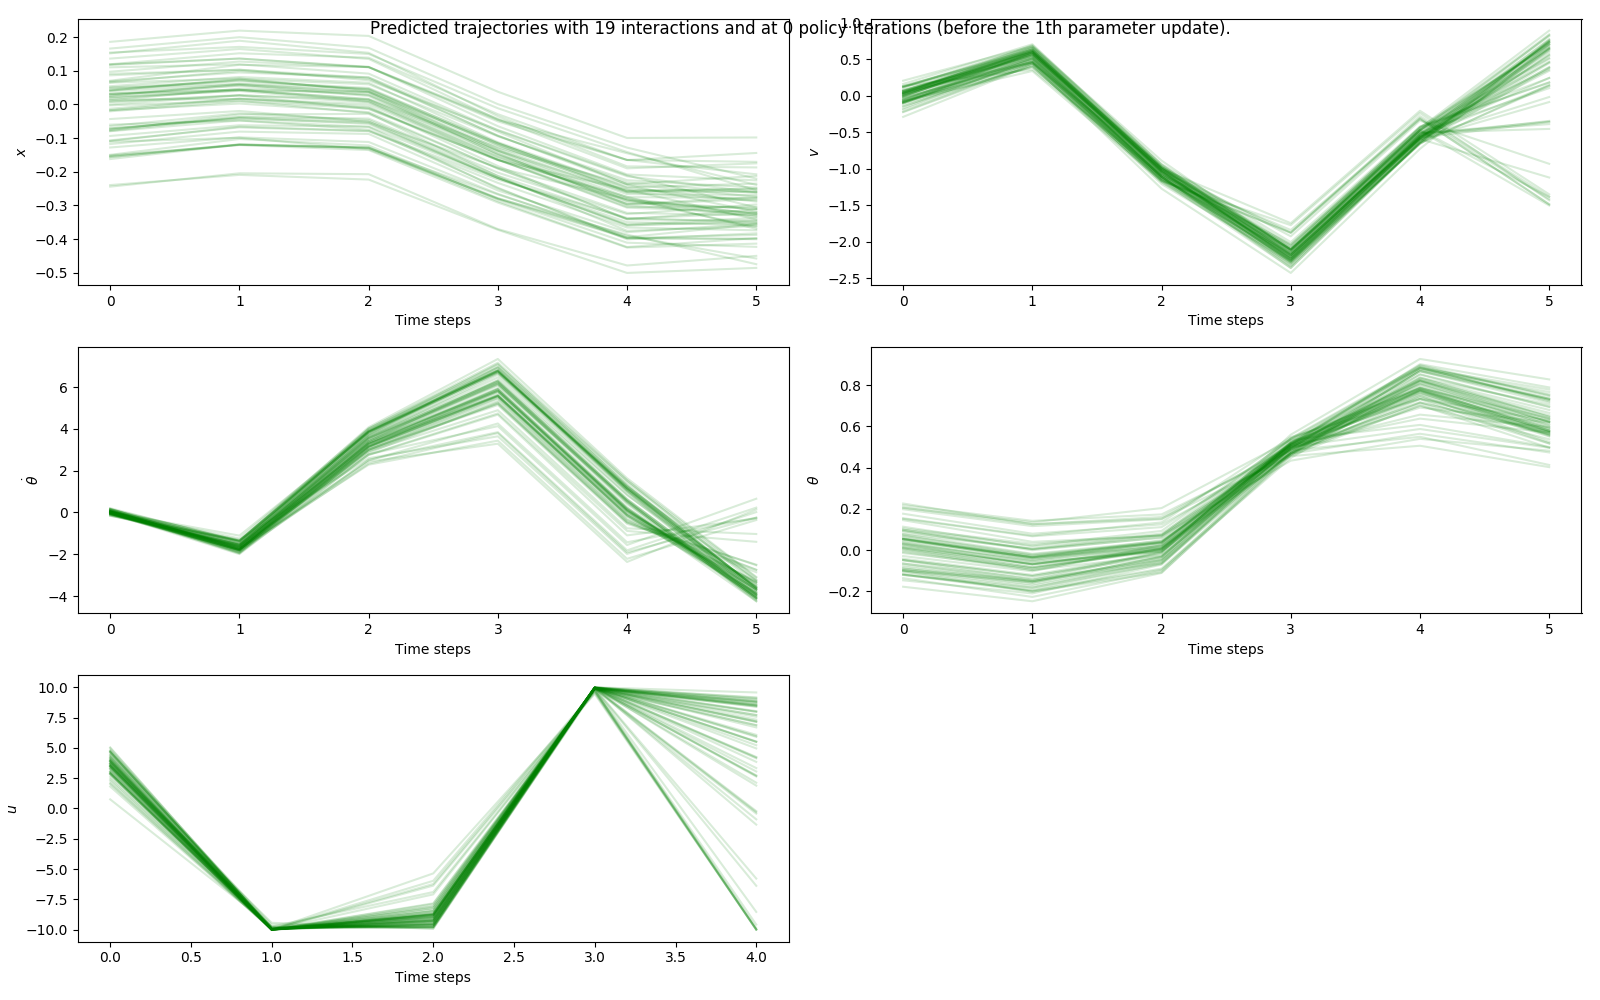 Predicted trajectories with 19 interactions and at 0 policy iterations (before the 1th parameter update).
0.2
0.1
0.0
−0.1
−0.2
−0.3
−0.4
−0.5
x
0 1 2 3 4 5
Time steps
1.0
0.5
0.0
−0.5
−1.0
−1.5
−2.0
−2.5
v
0 1 2 3 4 5
Time steps
6
4
2
0
−2
−4
θ̇
0 1 2 3 4 5
Time steps
0.8
0.6
0.4
0.2
0.0
−0.2
θ
0 1 2 3 4 5
Time steps
10.0
7.5
5.0
2.5
0.0
−2.5
−5.0
−7.5
−10.0
u
0.0 0.5 1.0 1.5 2.0 2.5 3.0 3.5 4.0
Time steps